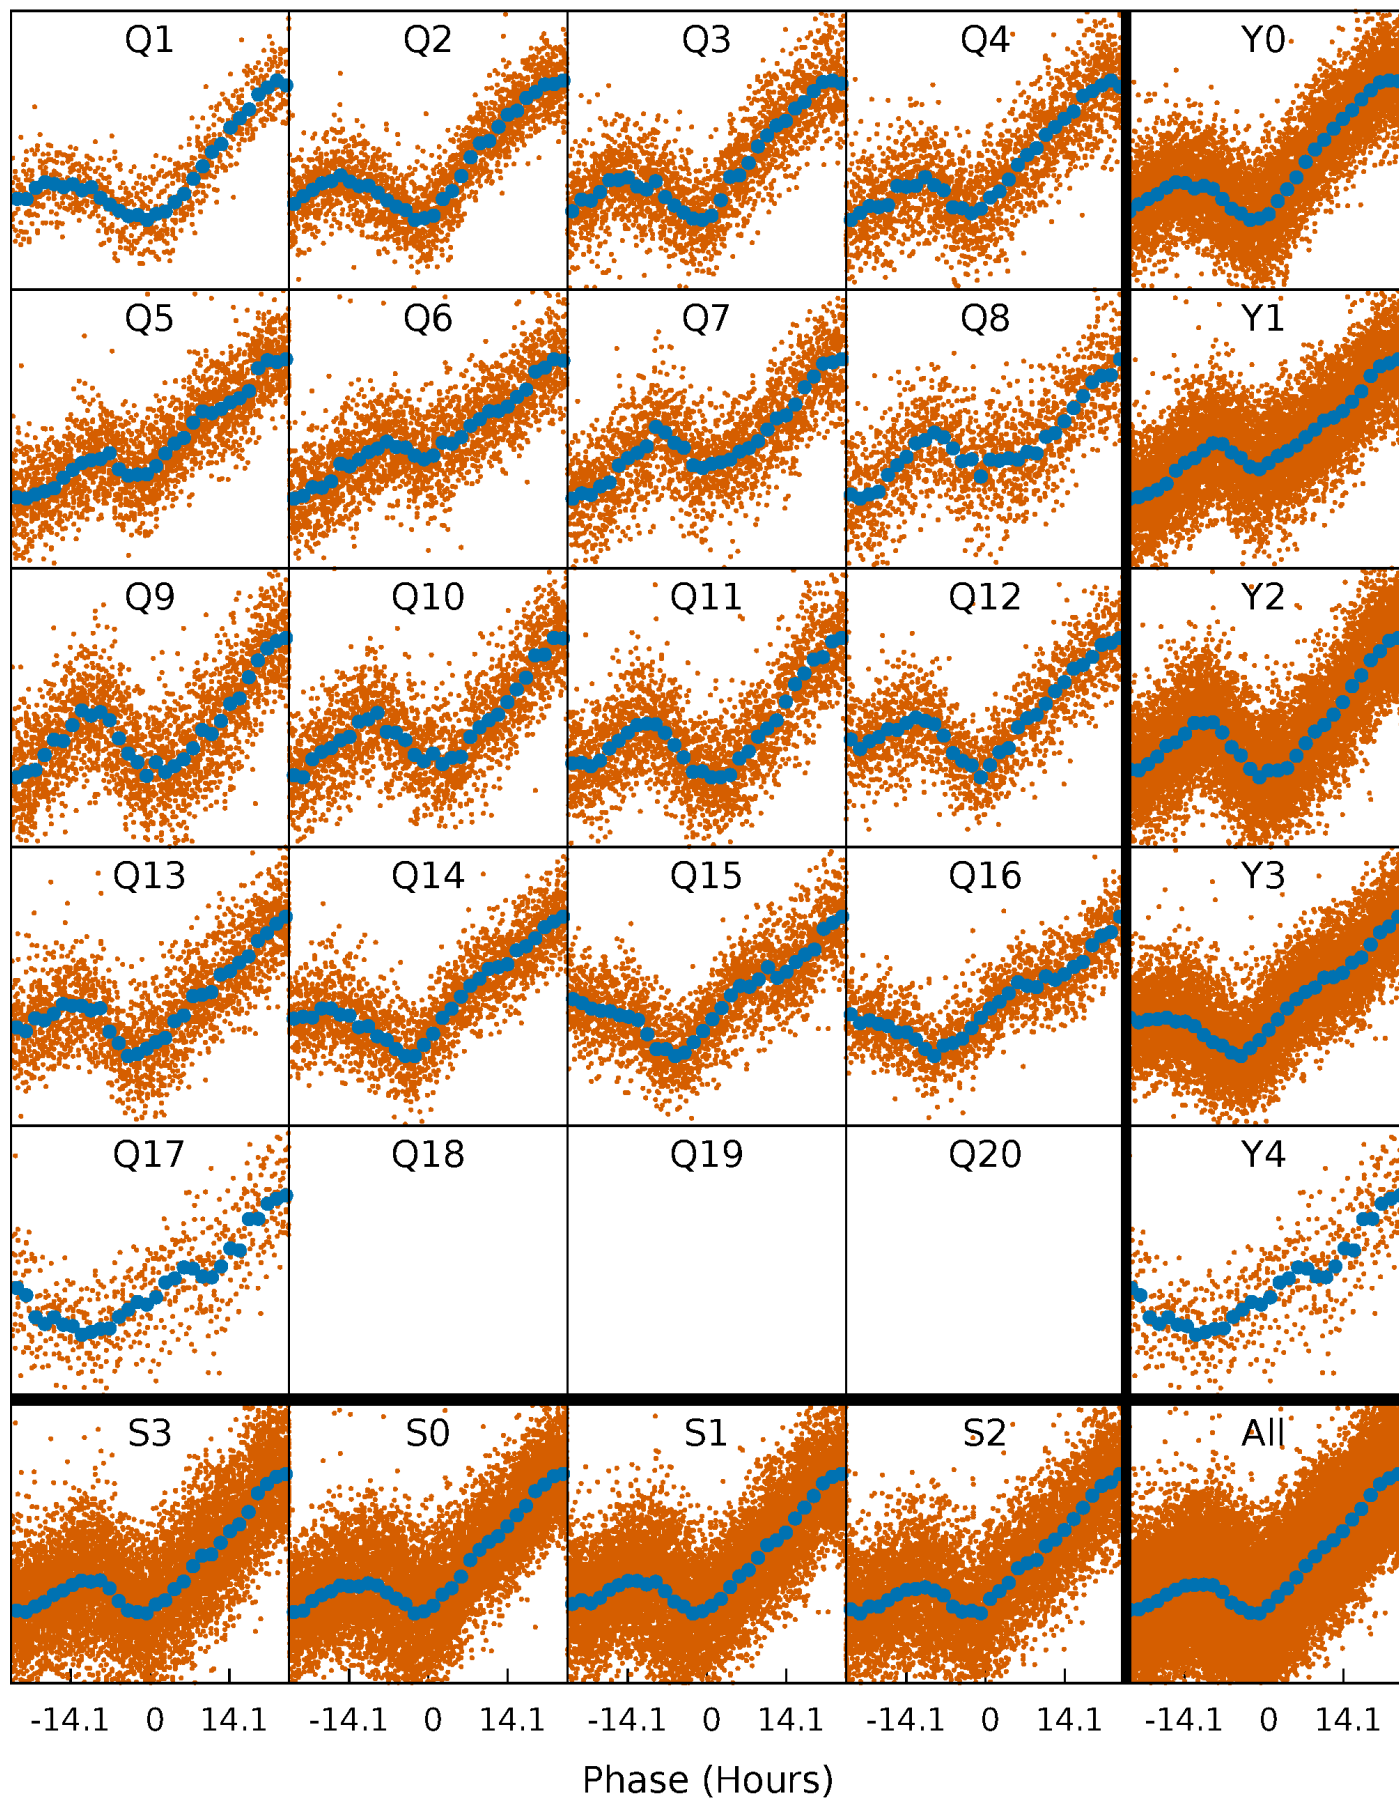 Q1 Q2 Q3 Q4 Y0
Q5 Q6 Q7 Q8 Y1
Q9 Q10 Q11 Q12 Y2
Q13 Q14 Q15 Q16 Y3
Q17 Q18 Q19 Q20 Y4
S3 S0 S1 S2 All
-14.1 0 14.1 -14.1 0 14.1 -14.1 0 14.1 -14.1 0 14.1 -14.1 0 14.1
Phase (Hours)